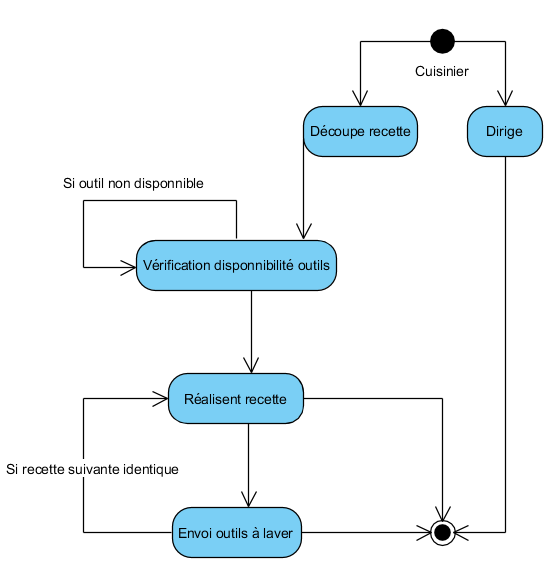 Cuisinier
Découpe recette
Dirige
Si outil non disponnible
Vérification disponnibilité outils
Réalisent recette
Si recette suivante identique
Envoi outils à laver